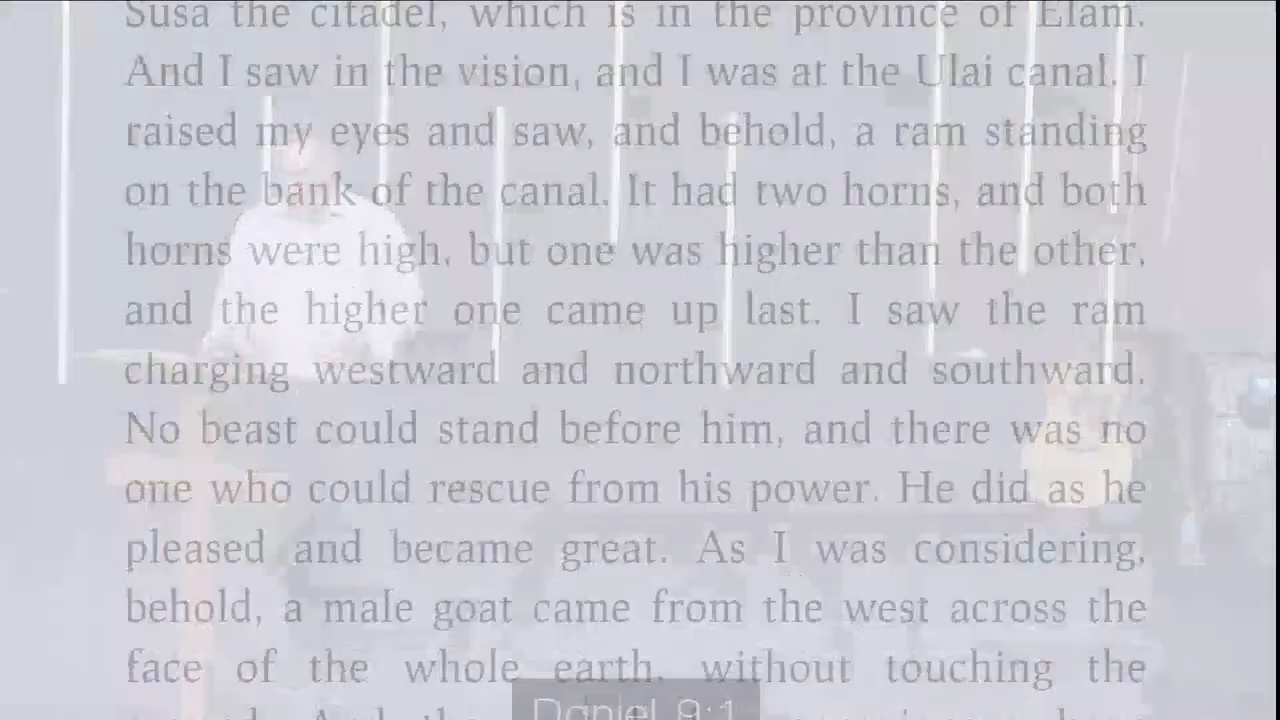 Susa the citadel, which is in the province of Elam.
And I saw in the vision, and I was at the Ulai canal. I
raised my eyes and saw, and behold, a ram standing
on the bank of the canal. It had two horns, and both
horns were high, but one was higher than the other,
and the higher one came up last. I saw the ram
charging westward and northward and southward.
No beast could stand before him, and there was no
one who could rescue from his power. He did as he
pleased and became great. As I was considering,
behold, a male goat came from the west across the
face of the whole earth, without touching the
And the
Daniel 9:1